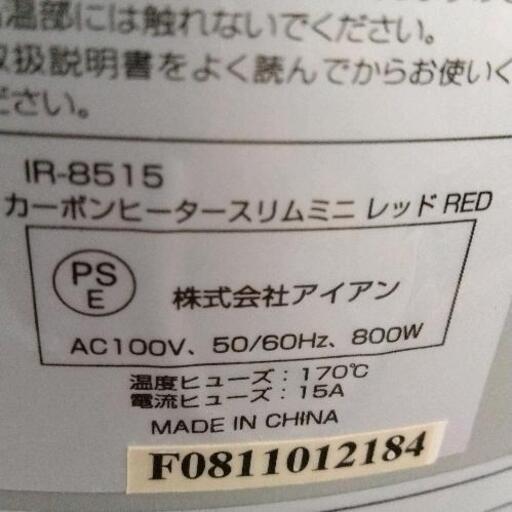 高温部には触れないでください。
取扱説明書をよく読んでからお使いく
ださい。
IR-8515
カーボンヒータースリムミニ レッド RED
PS
E
株式会社アイアン
AC100V、50/60Hz、800W
温度ヒューズ：170℃
電流ヒューズ：15A
MADE IN CHINA
F0811012184